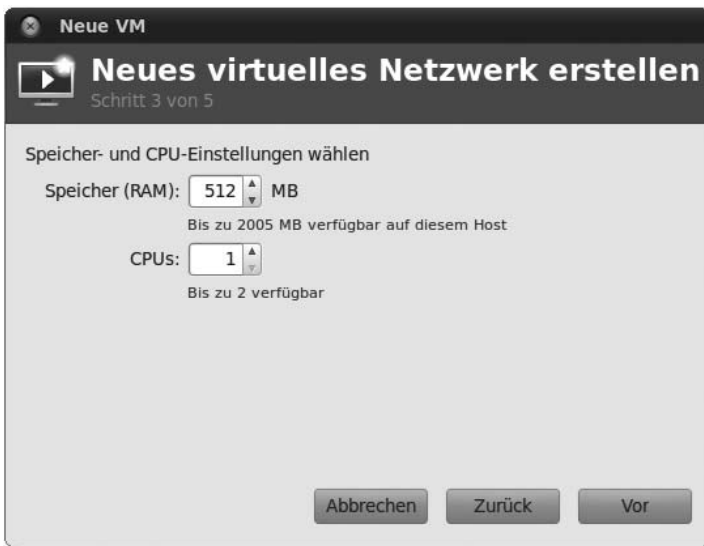 Neue VM
Neues virtuelles Netzwerk erstellen
Schritt 3 von 5
Speicher- und CPU-Einstellungen wählen
Speicher (RAM): 512 MB
Bis zu 2005 MB verfügbar auf diesem Host
CPUs: 1
Bis zu 2 verfügbar
Abbrechen Zurück Vor